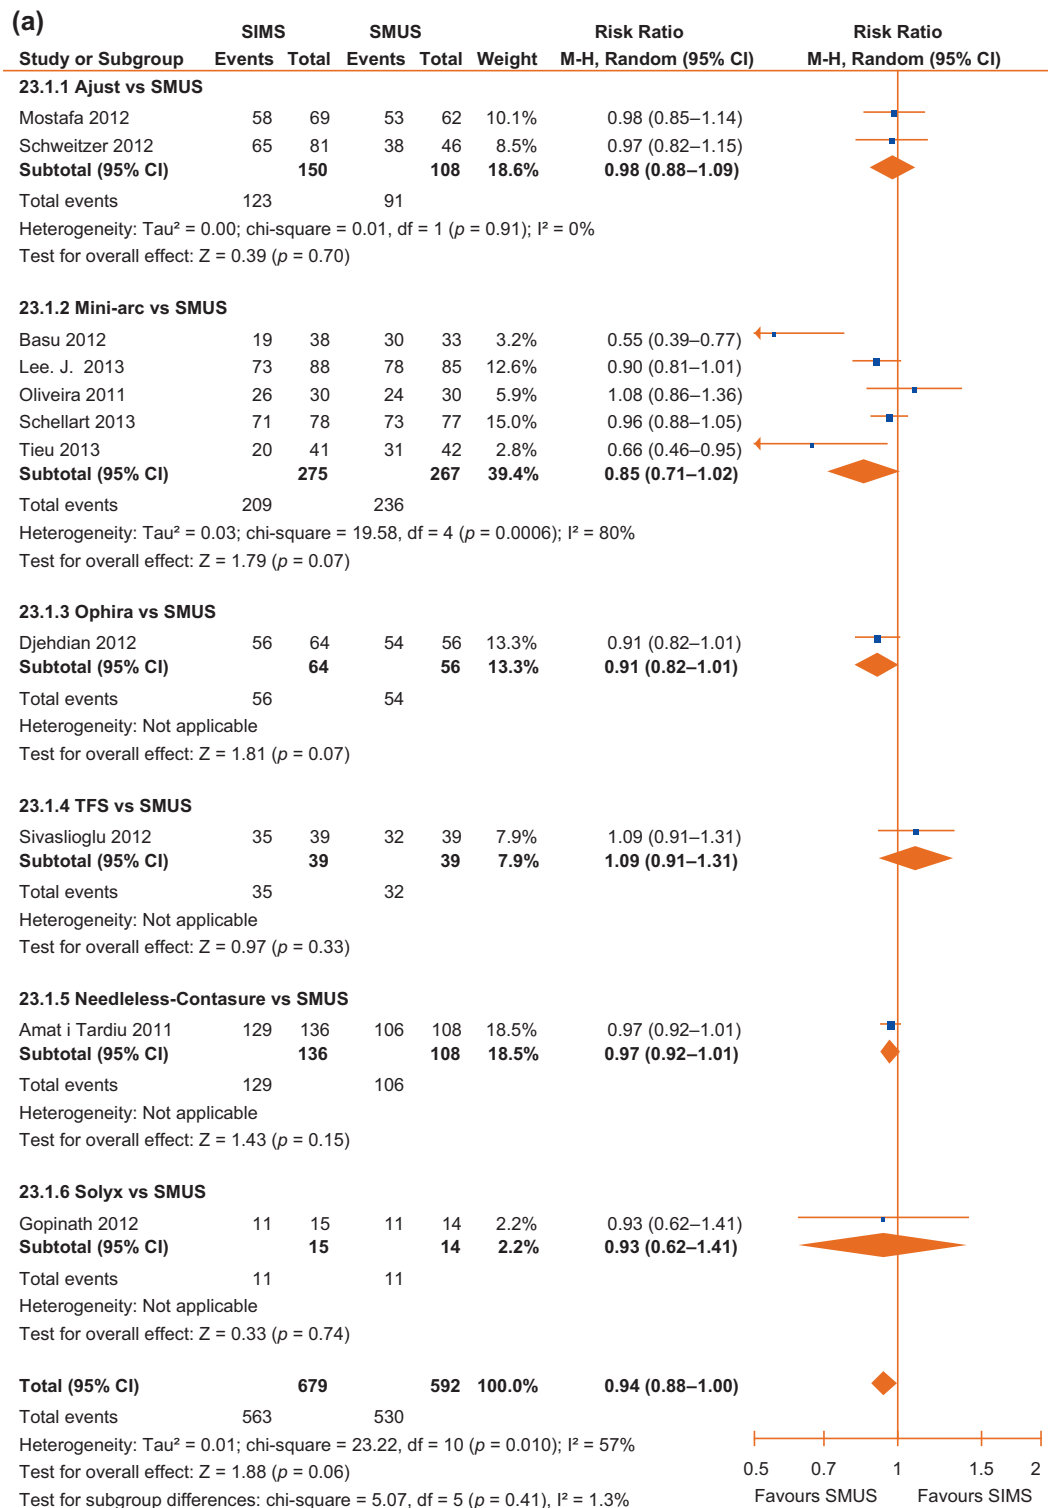 (a)
SIMS SMUS Risk Ratio Risk Ratio
Study or Subgroup Events Total Events Total Weight M-H, Random (95% CI) M-H, Random (95% CI)
23.1.1 Ajust vs SMUS
Mostafa 2012 58 69 53 62 10.1% 0.98 (0.85–1.14)
Schweitzer 2012 65 81 38 46 8.5% 0.97 (0.82–1.15)
Subtotal (95% CI) 150 108 18.6% 0.98 (0.88–1.09)
Total events 123 91
Heterogeneity: Tau² = 0.00; chi-square = 0.01, df = 1 (p = 0.91); I² = 0%
Test for overall effect: Z = 0.39 (p = 0.70)
23.1.2 Mini-arc vs SMUS
Basu 2012 19 38 30 33 3.2% 0.55 (0.39–0.77)
Lee. J. 2013 73 88 78 85 12.6% 0.90 (0.81–1.01)
Oliveira 2011 26 30 24 30 5.9% 1.08 (0.86–1.36)
Schellart 2013 71 78 73 77 15.0% 0.96 (0.88–1.05)
Tieu 2013 20 41 31 42 2.8% 0.66 (0.46–0.95)
Subtotal (95% CI) 275 267 39.4% 0.85 (0.71–1.02)
Total events 209 236
Heterogeneity: Tau² = 0.03; chi-square = 19.58, df = 4 (p = 0.0006); I² = 80%
Test for overall effect: Z = 1.79 (p = 0.07)
23.1.3 Ophira vs SMUS
Djehdian 2012 56 64 54 56 13.3% 0.91 (0.82–1.01)
Subtotal (95% CI) 64 56 13.3% 0.91 (0.82–1.01)
Total events 56 54
Heterogeneity: Not applicable
Test for overall effect: Z = 1.81 (p = 0.07)
23.1.4 TFS vs SMUS
Sivaslioglu 2012 35 39 32 39 7.9% 1.09 (0.91–1.31)
Subtotal (95% CI) 39 39 7.9% 1.09 (0.91–1.31)
Total events 35 32
Heterogeneity: Not applicable
Test for overall effect: Z = 0.97 (p = 0.33)
23.1.5 Needleless-Contasure vs SMUS
Amat i Tardiu 2011 129 136 106 108 18.5% 0.97 (0.92–1.01)
Subtotal (95% CI) 136 108 18.5% 0.97 (0.92–1.01)
Total events 129 106
Heterogeneity: Not applicable
Test for overall effect: Z = 1.43 (p = 0.15)
23.1.6 Solyx vs SMUS
Gopinath 2012 11 15 11 14 2.2% 0.93 (0.62–1.41)
Subtotal (95% CI) 15 14 2.2% 0.93 (0.62–1.41)
Total events 11 11
Heterogeneity: Not applicable
Test for overall effect: Z = 0.33 (p = 0.74)
Total (95% CI) 679 592 100.0% 0.94 (0.88–1.00)
Total events 563 530
Heterogeneity: Tau² = 0.01; chi-square = 23.22, df = 10 (p = 0.010); I² = 57%
Test for overall effect: Z = 1.88 (p = 0.06)
0.5 0.7 1 1.5 2
Test for subgroup differences: chi-square = 5.07, df = 5 (p = 0.41), I² = 1.3%
Favours SMUS Favours SIMS